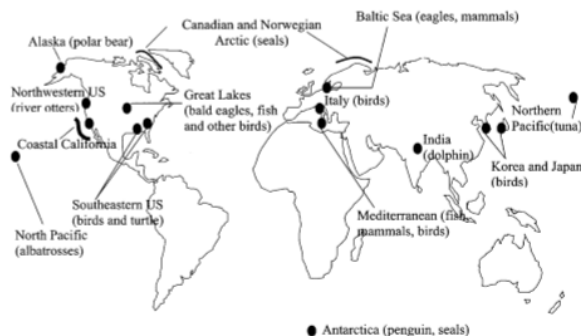 Alaska (polar bear)
Canadian and Norwegian
Arctic (seals)
Baltic Sea (eagles, mammals)
Northwestern US
(river otters)
Great Lakes
(bald eagles, fish
and other birds)
Italy (birds)
Northern
Pacific(tuna)
Coastal California
India
(dolphin)
Korea and Japan
(birds)
Southeastern US
(birds and turtle)
Mediterranean (fish,
mammals, birds)
North Pacific
(albatrosses)
Antarctica (penguin, seals)